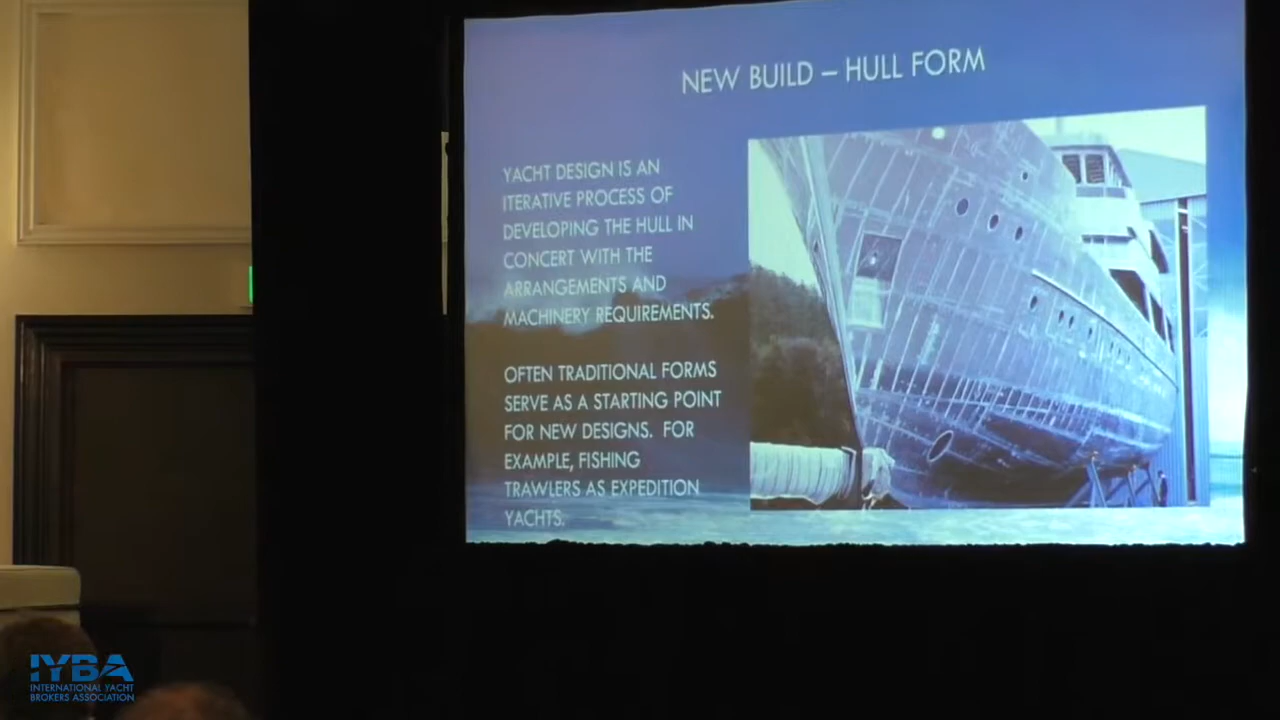 NEW BUILD – HULL FORM
YACHT DESIGN IS AN
ITERATIVE PROCESS OF
DEVELOPING THE HULL IN
CONCERT WITH THE
ARRANGEMENTS AND
MACHINERY REQUIREMENTS.
OFTEN TRADITIONAL FORMS
SERVE AS A STARTING POINT
FOR NEW DESIGNS.  FOR
EXAMPLE, FISHING
TRAWLERS AS EXPEDITION
YACHTS.
IYBA
INTERNATIONAL YACHT
BROKERS ASSOCIATION